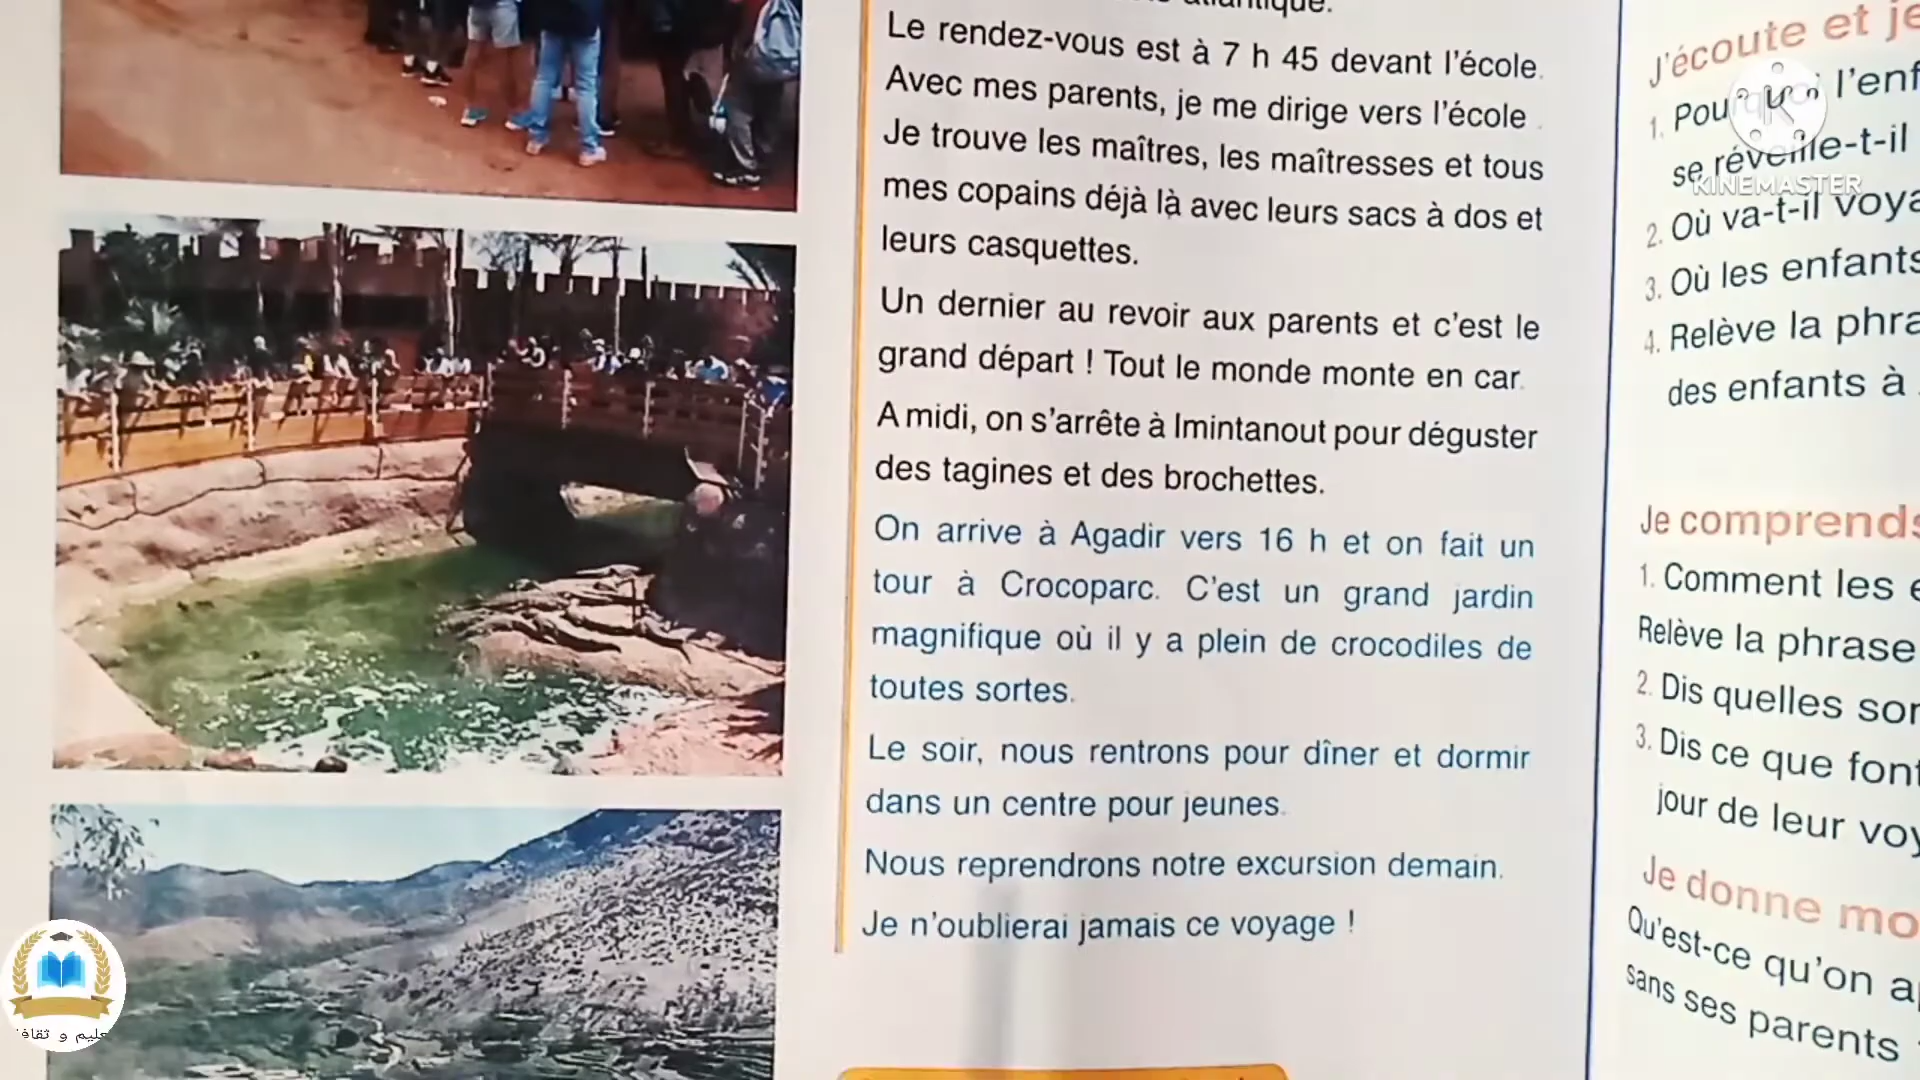 atlantique.
Le rendez-vous est à 7 h 45 devant l'école.
Avec mes parents, je me dirige vers l'école .
Je trouve les maîtres, les maîtresses et tous
mes copains déjà là avec leurs sacs à dos et
leurs casquettes.
Un dernier au revoir aux parents et c'est le
grand départ ! Tout le monde monte en car.
A midi, on s'arrête à Imintanout pour déguster
des tagines et des brochettes.
On arrive à Agadir vers 16 h et on fait un
tour à Crocoparc. C'est un grand jardin
magnifique où il y a plein de crocodiles de
toutes sortes.
Le soir, nous rentrons pour dîner et dormir
dans un centre pour jeunes.
Nous reprendrons notre excursion demain.
Je n'oublierai jamais ce voyage !
J'écoute et je
1. l'enf
se réveille-t-il
2. Où va-t-il voya
3. Où les enfants
4. Relève la phra
des enfants à
Je comprends
1. Comment les e
Relève la phrase
2. Dis quelles sor
3. Dis ce que font
jour de leur voy
Je donne mo
Qu'est-ce qu'on a
sans ses parents
K
KINEMASTER
و ثقاف